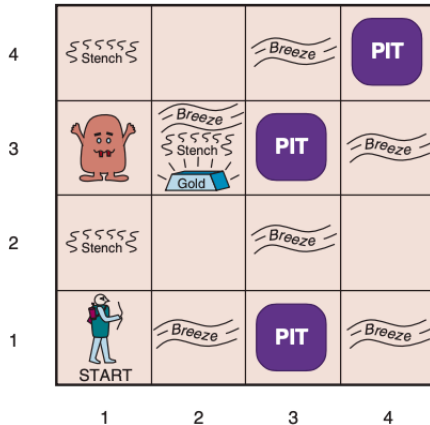 4
Stench
Breeze
PIT
3
Breeze
Stench
Gold
PIT
Breeze
2
Stench
Breeze
1
START
Breeze
PIT
Breeze
1 2 3 4